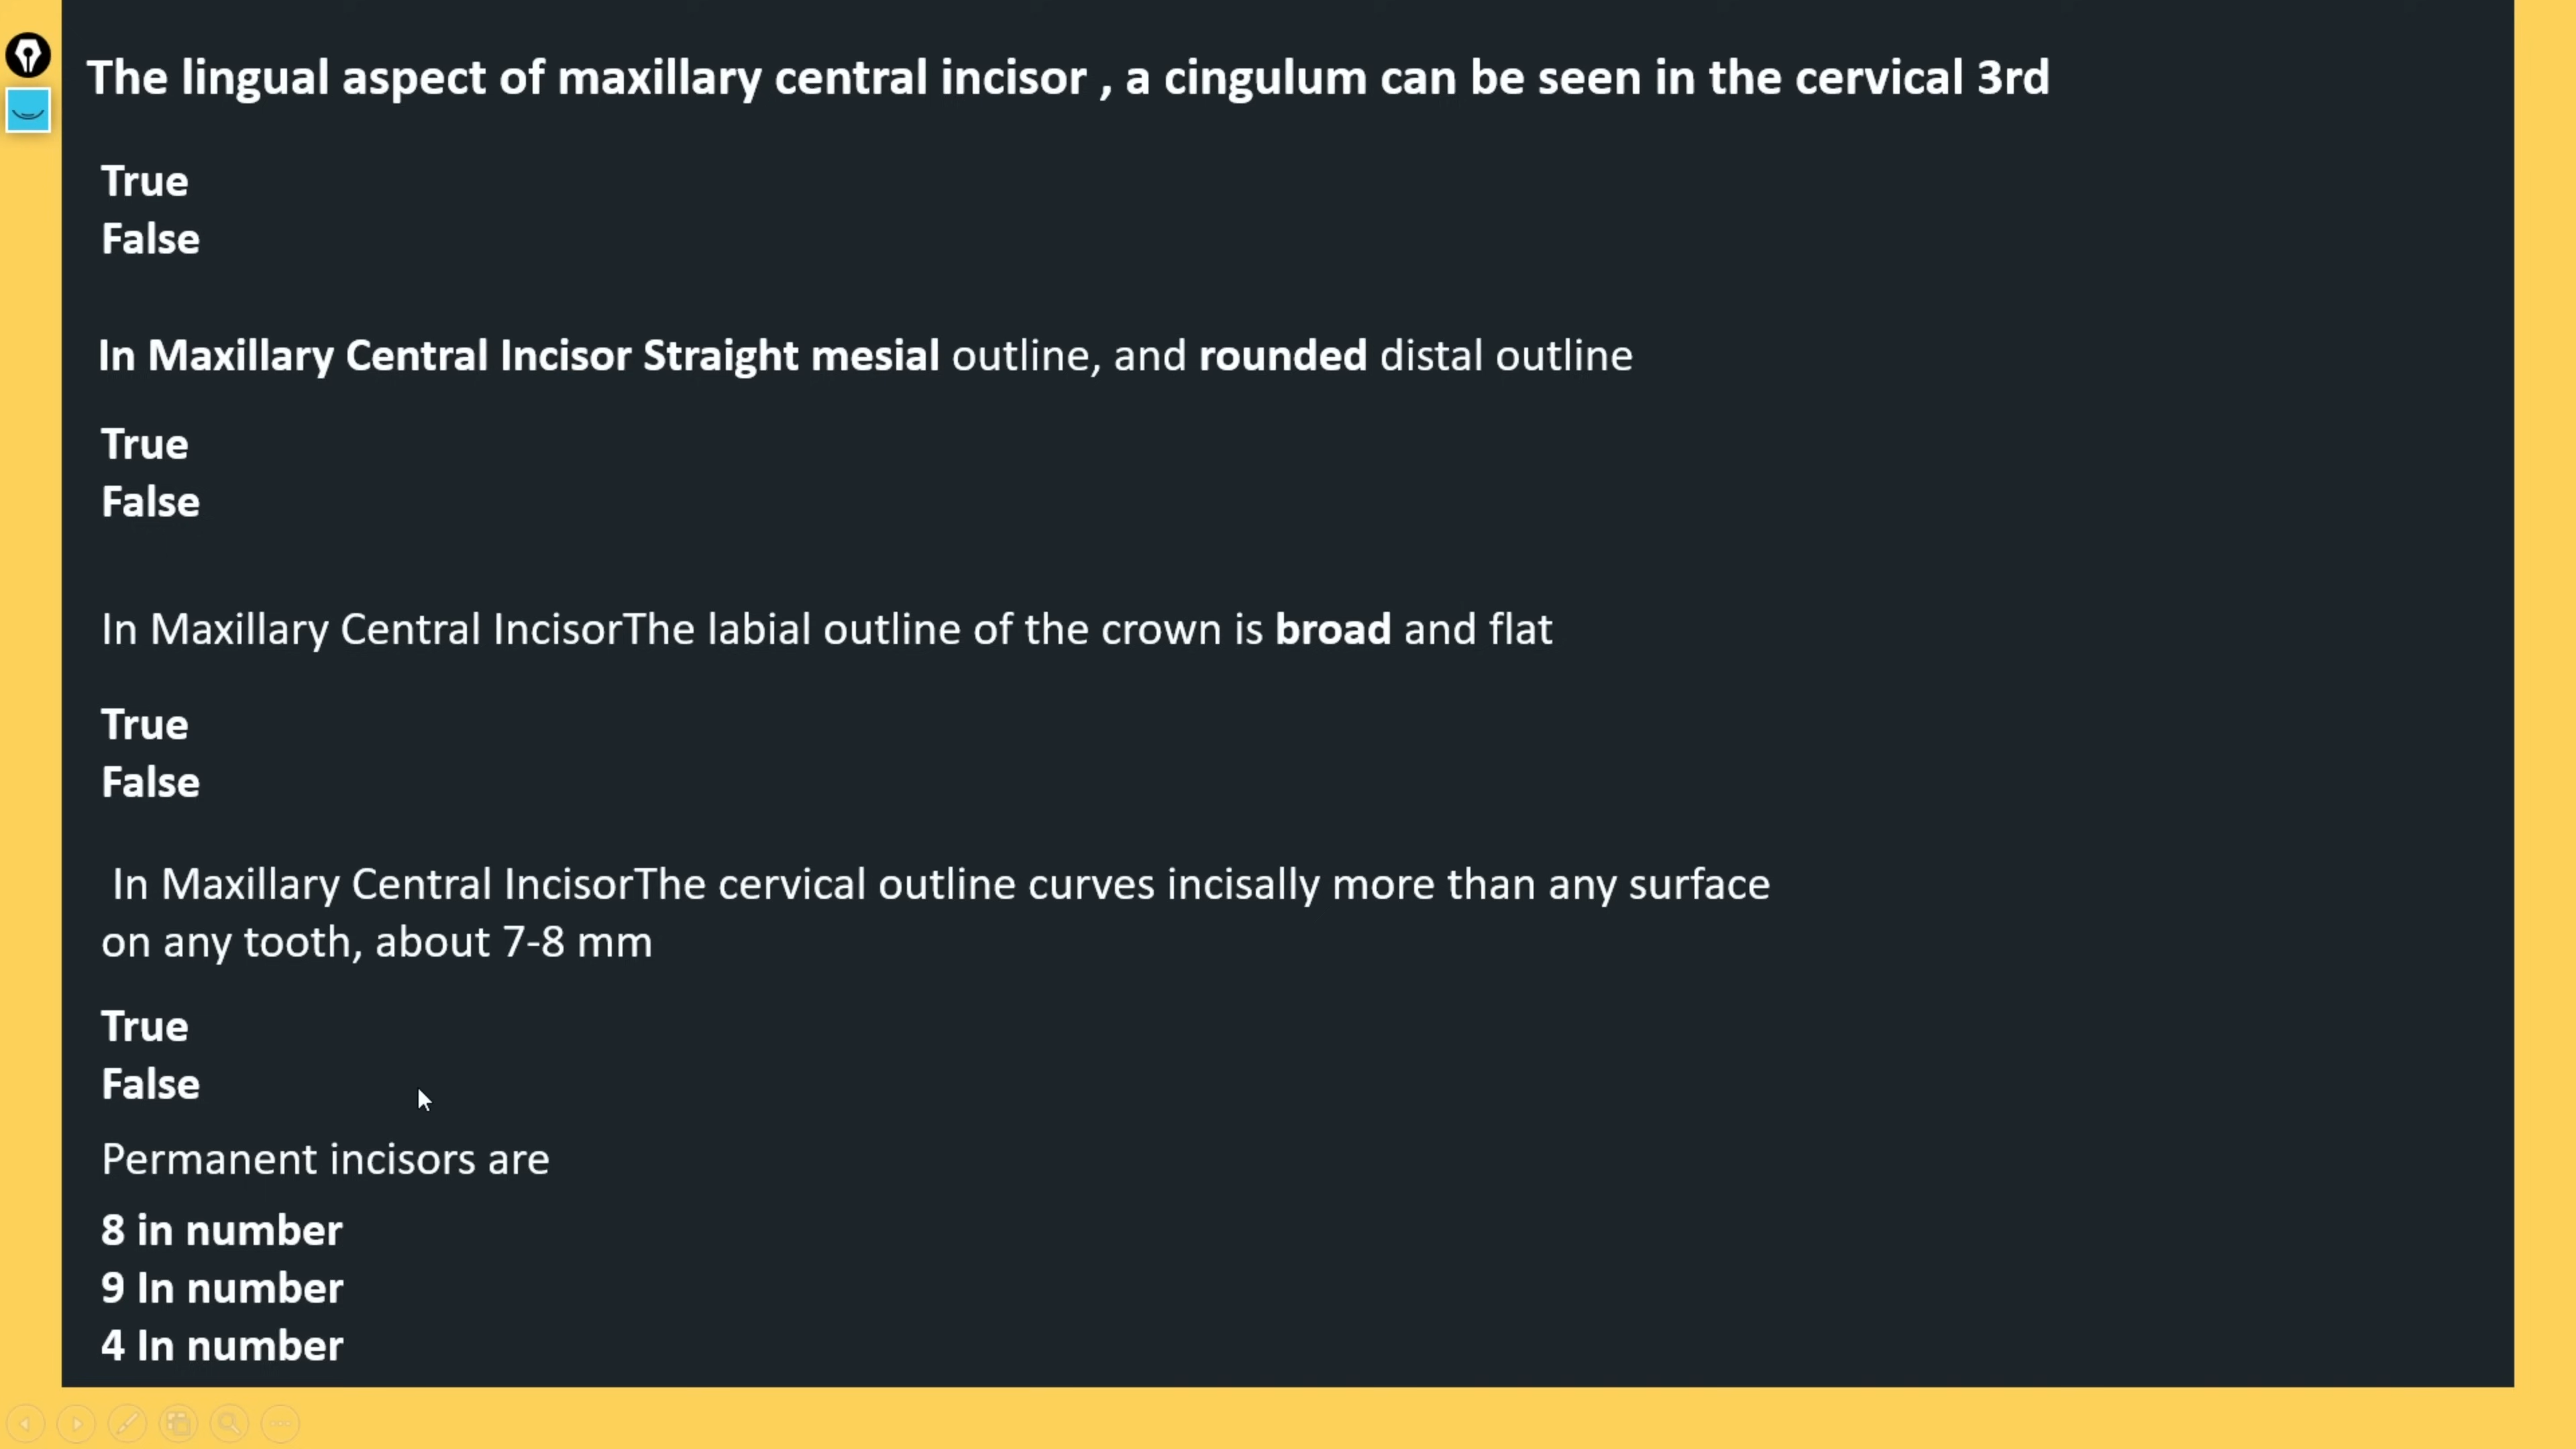 The lingual aspect of maxillary central incisor , a cingulum can be seen in the cervical 3rd
True
False
In Maxillary Central Incisor Straight mesial outline, and rounded distal outline
True
False
In Maxillary Central IncisorThe labial outline of the crown is broad and flat
True
False
In Maxillary Central IncisorThe cervical outline curves incisally more than any surface
on any tooth, about 7-8 mm
True
False
Permanent incisors are
8 in number
9 In number
4 In number